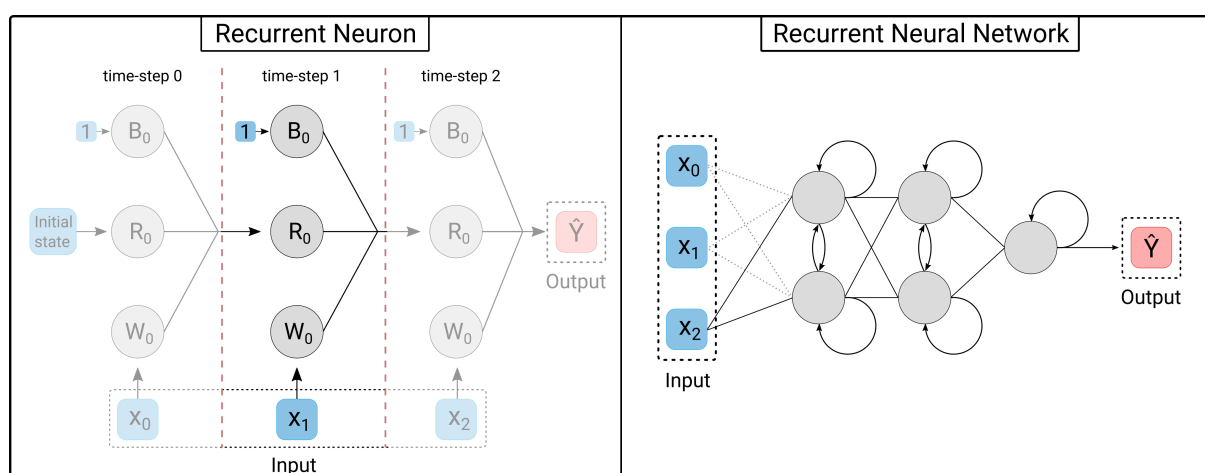 Recurrent Neuron
time-step 0
time-step 1
time-step 2
1
B₀
1
B₀
1
B₀
Initial
state
R₀
R₀
R₀
Ŷ
Output
W₀
W₀
W₀
x₀
x₁
x₂
Input
Recurrent Neural Network
x₀
x₁
x₂
Input
Ŷ
Output